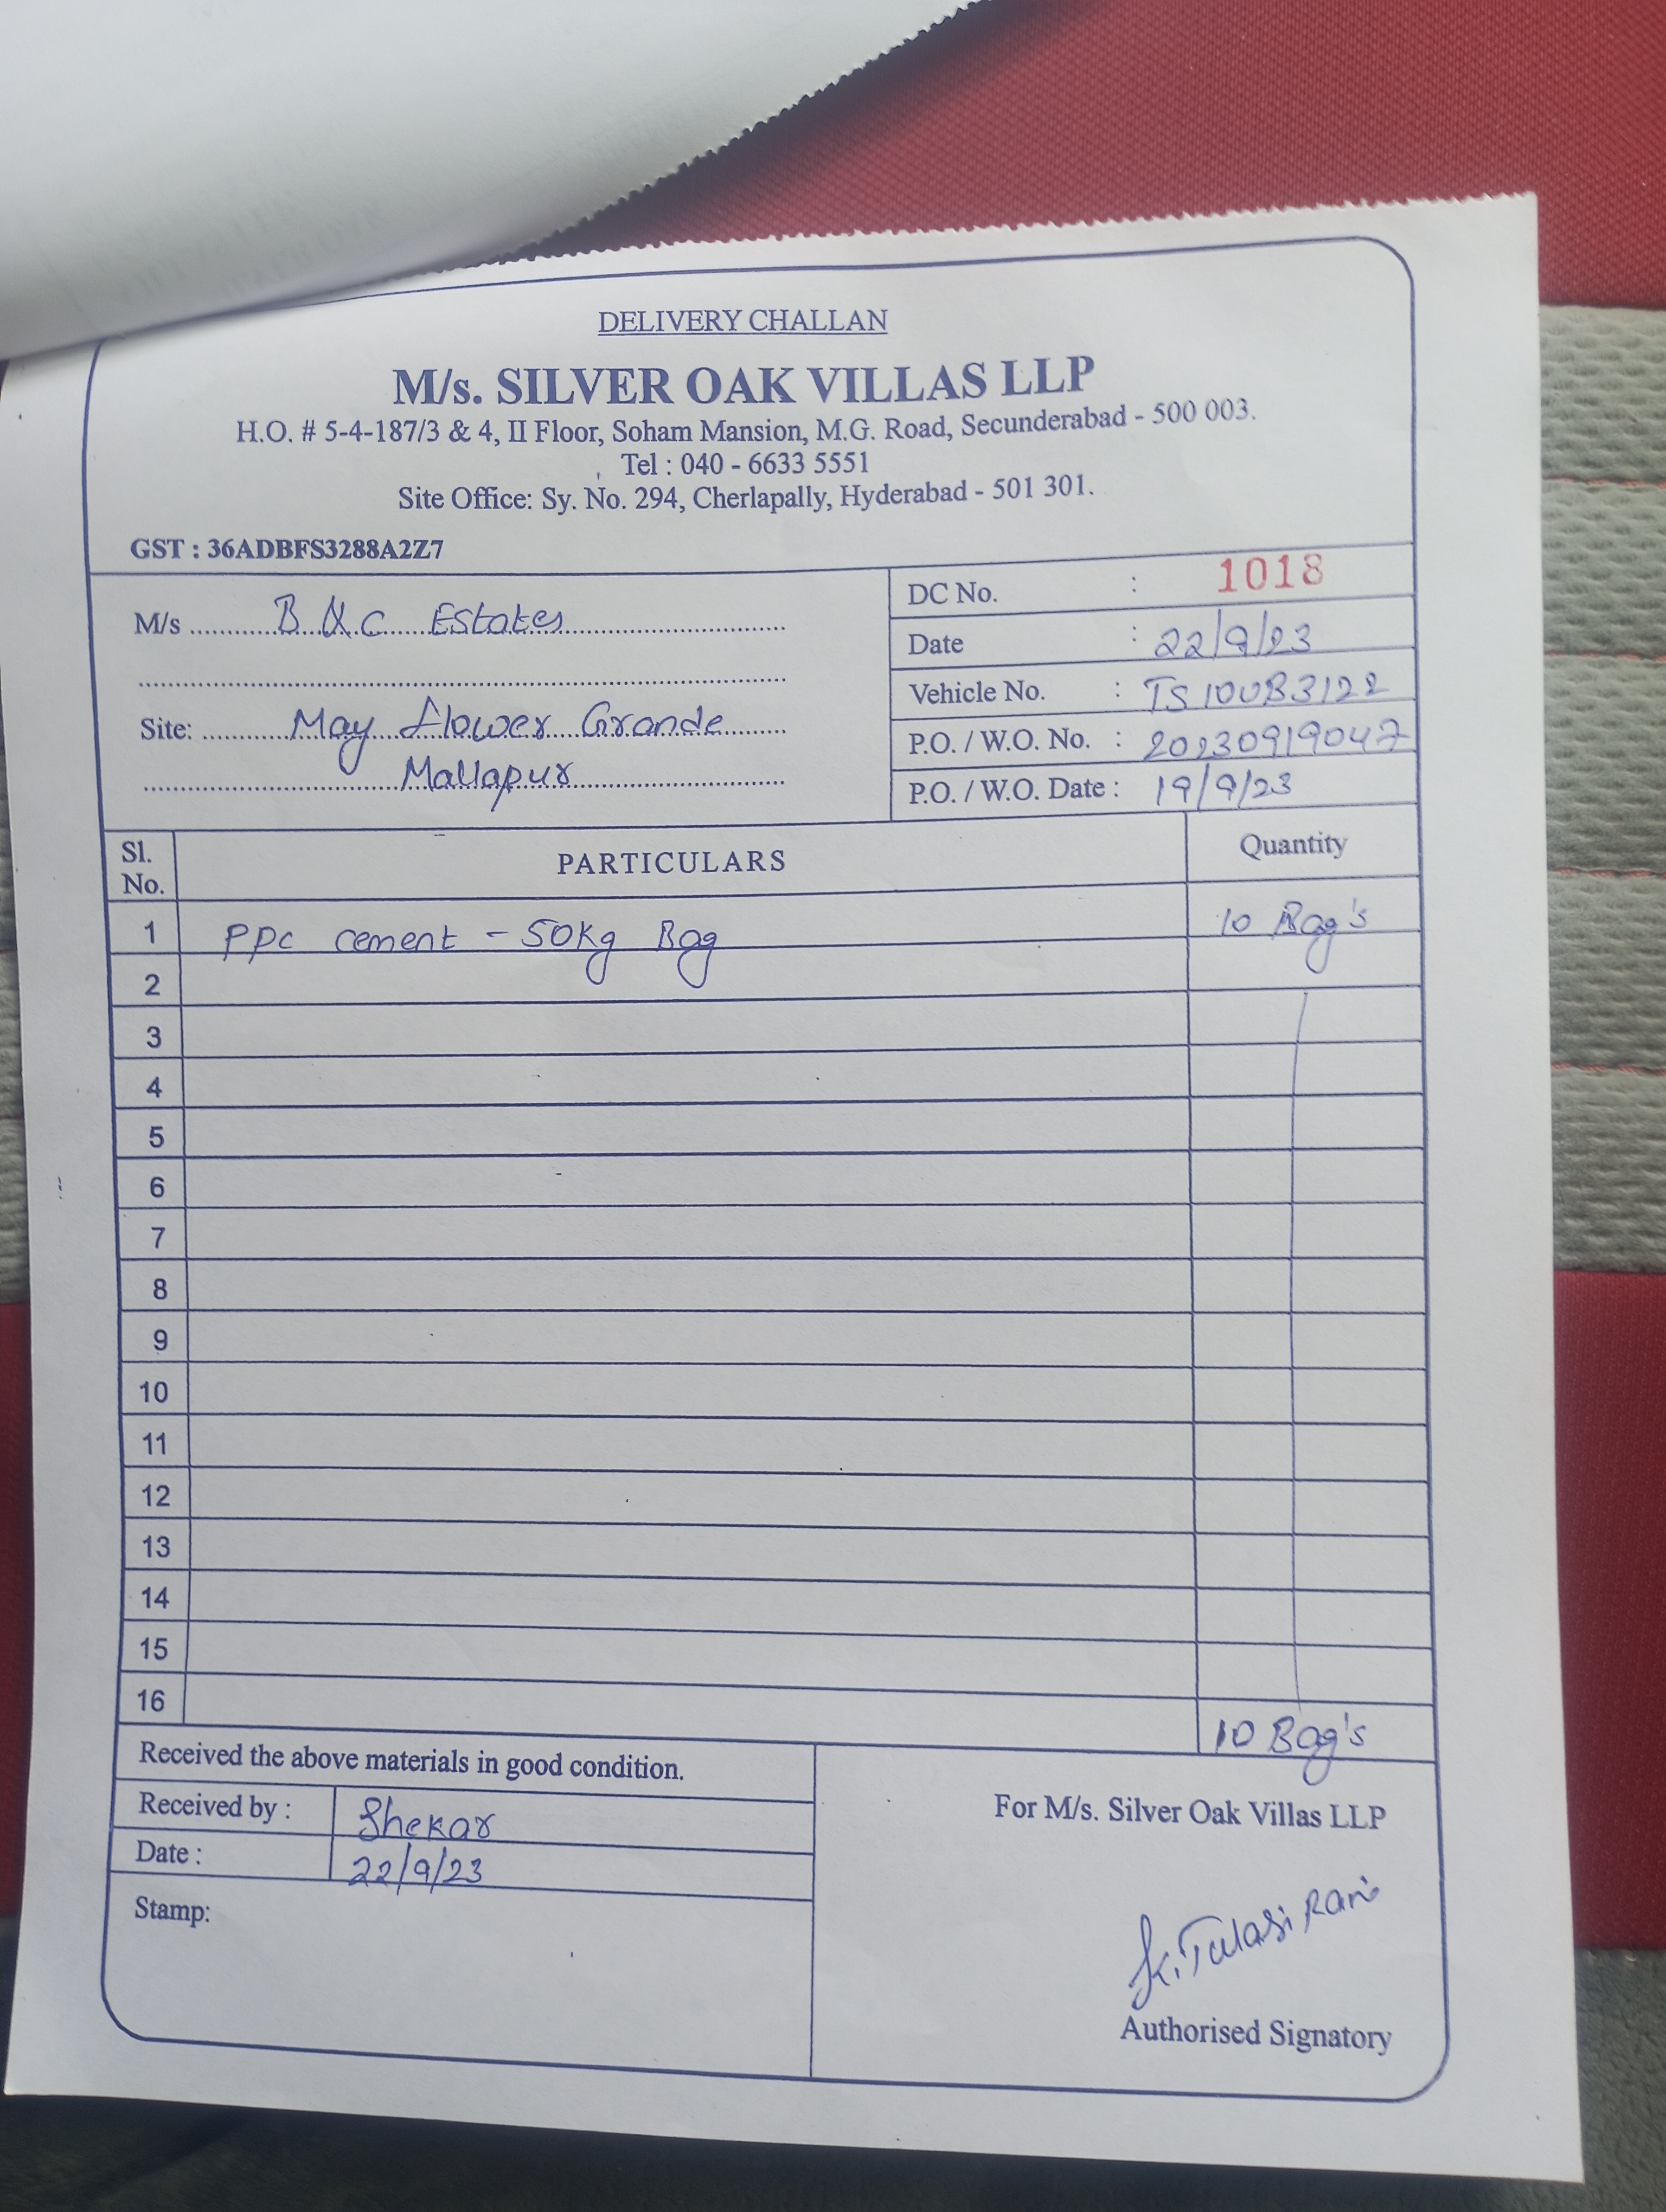 DELIVERY CHALLAN
M/s. SILVER OAK VILLAS LLP
H.O. # 5-4-187/3 & 4, II Floor, Soham Mansion, M.G. Road, Secunderabad - 500 003.
Tel : 040 - 6633 5551
Site Office: Sy. No. 294, Cherlapally, Hyderabad - 501 301.
GST : 36ADBFS3288A2Z7
M/s B & C Estates
Site: May flower Grande
Mallapur
DC No. : 1018
Date : 22/9/23
Vehicle No. : TS10UB3122
P.O. / W.O. No. : 20230919047
P.O. / W.O. Date : 19/9/23
Sl. No. PARTICULARS Quantity
1 PPC cement - 50Kg Bag 10 Bag's
2
3
4
5
6
7
8
9
10
11
12
13
14
15
16
10 Bag's
Received the above materials in good condition.
Received by : Shekar
Date : 22/9/23
Stamp:
For M/s. Silver Oak Villas LLP
K. Tulasi Rani
Authorised Signatory